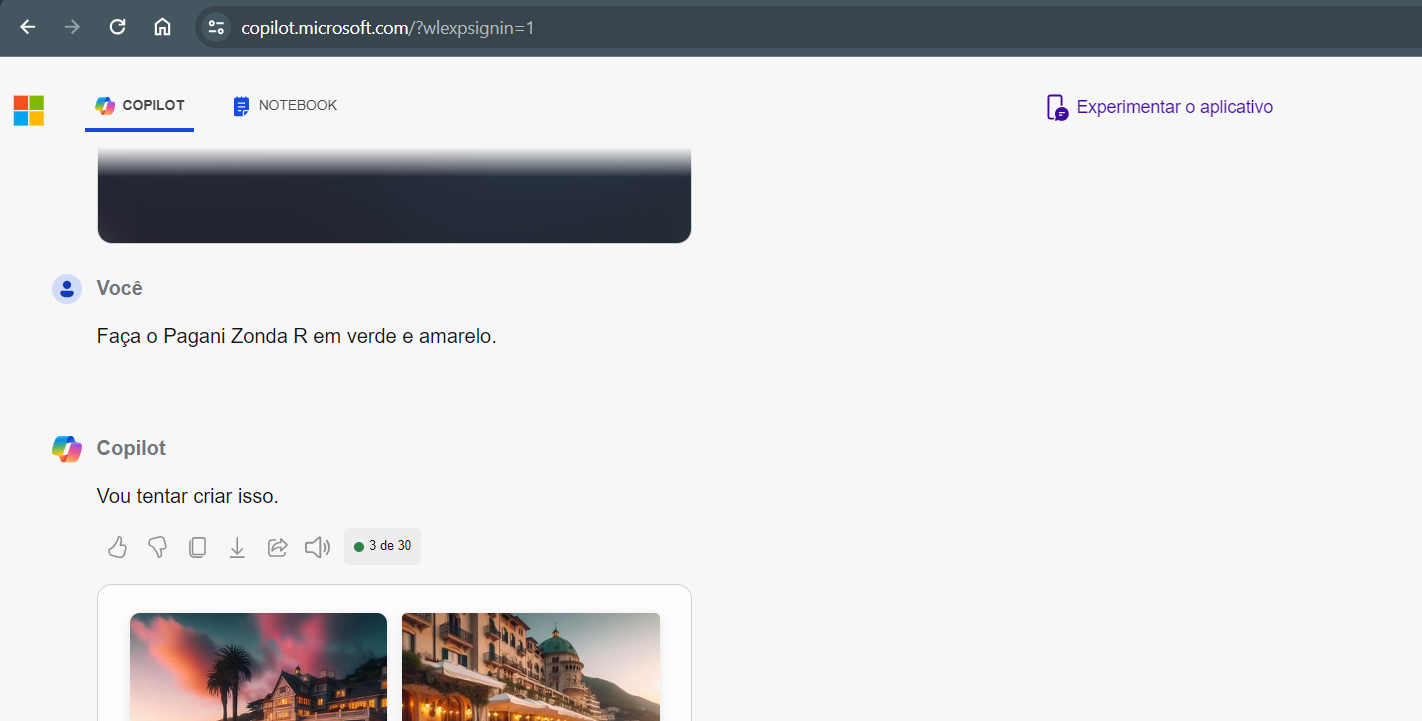 copilot.microsoft.com/?wlexpsignin=1
COPILOT
NOTEBOOK
Experimentar o aplicativo
Você
Faça o Pagani Zonda R em verde e amarelo.
Copilot
Vou tentar criar isso.
3 de 30